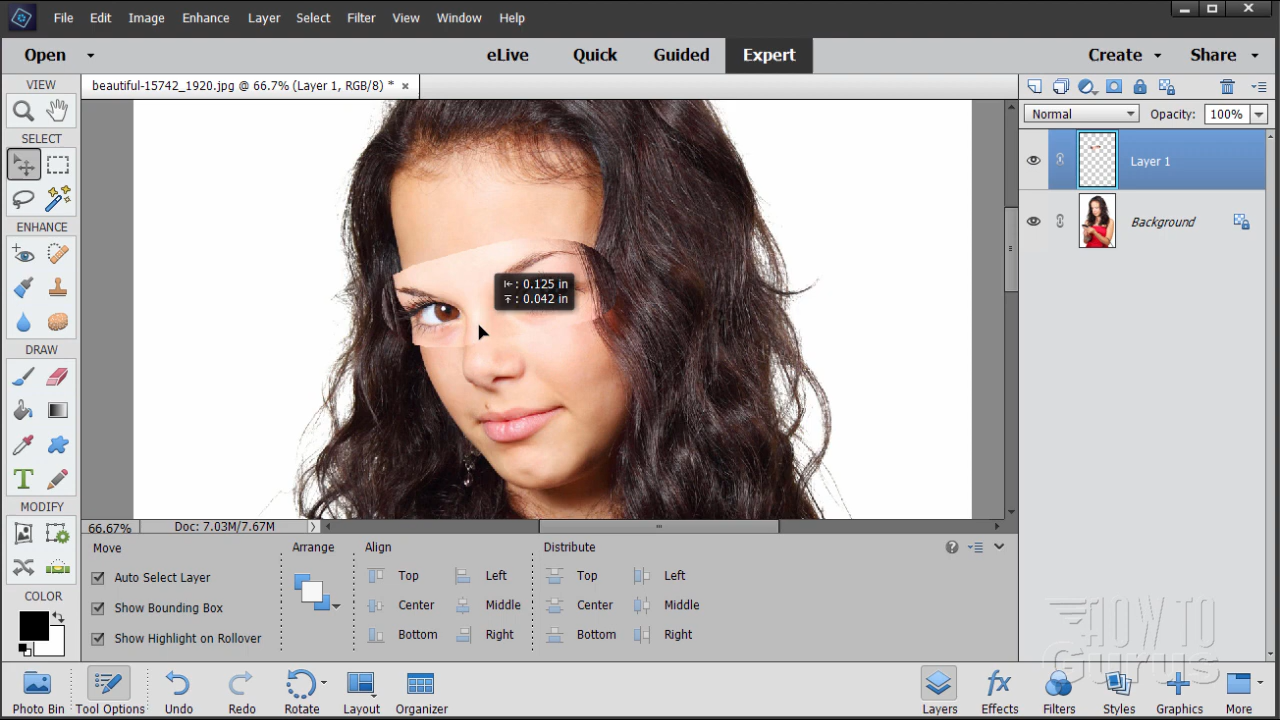 File Edit Image Enhance Layer Select Filter View Window Help
Open eLive Quick Guided Expert Create Share
VIEW
beautiful-15742_1920.jpg @ 66.7% (Layer 1, RGB/8) *
Normal Opacity: 100%
SELECT
Layer 1
Background
ENHANCE
: 0.125 in
: 0.042 in
DRAW
T
MODIFY
66.67% Doc: 7.03M/7.67M
Move Arrange Align Distribute
Auto Select Layer Top Left Top Left
Show Bounding Box Center Middle Center Middle
Show Highlight on Rollover Bottom Right Bottom Right
COLOR
HOW TO
Gurus
Photo Bin Tool Options Undo Redo Rotate Layout Organizer Layers Effects Filters Styles Graphics More